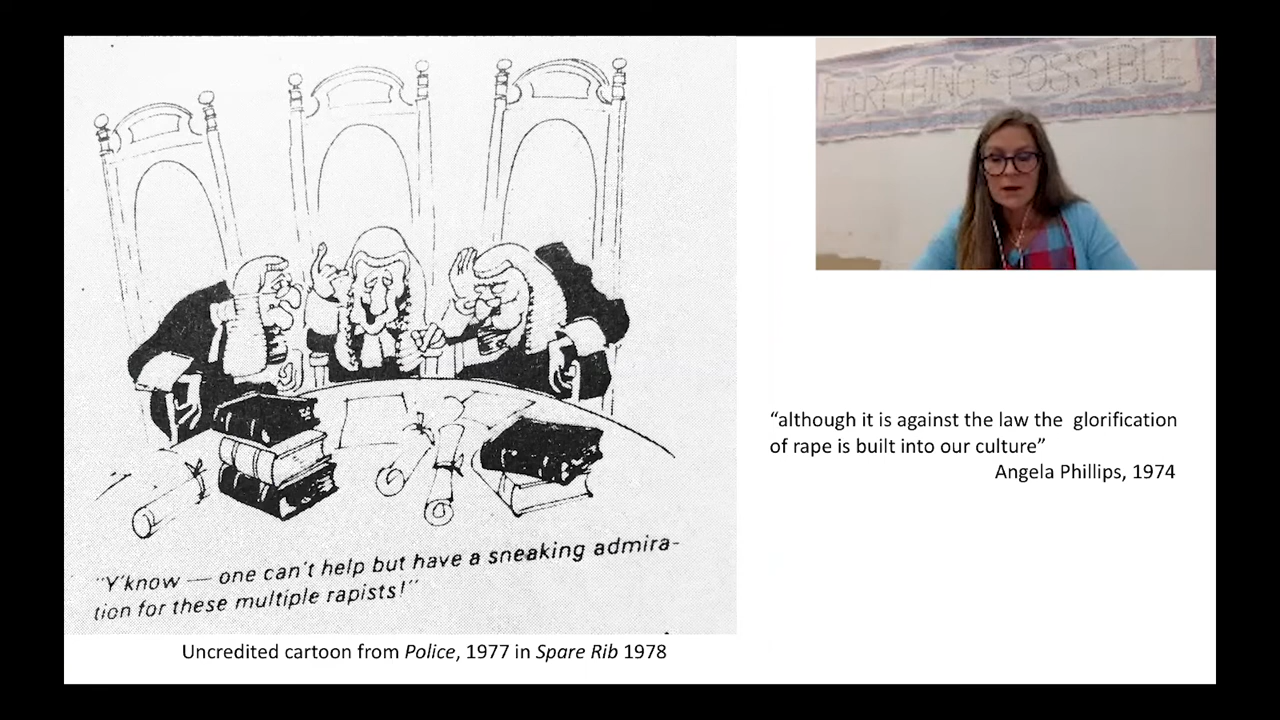 EVERYTHING is POSSIBLE
"Y'know — one can't help but have a sneaking admira-
tion for these multiple rapists!"
Uncredited cartoon from Police, 1977 in Spare Rib 1978
“although it is against the law the  glorification
of rape is built into our culture”
Angela Phillips, 1974